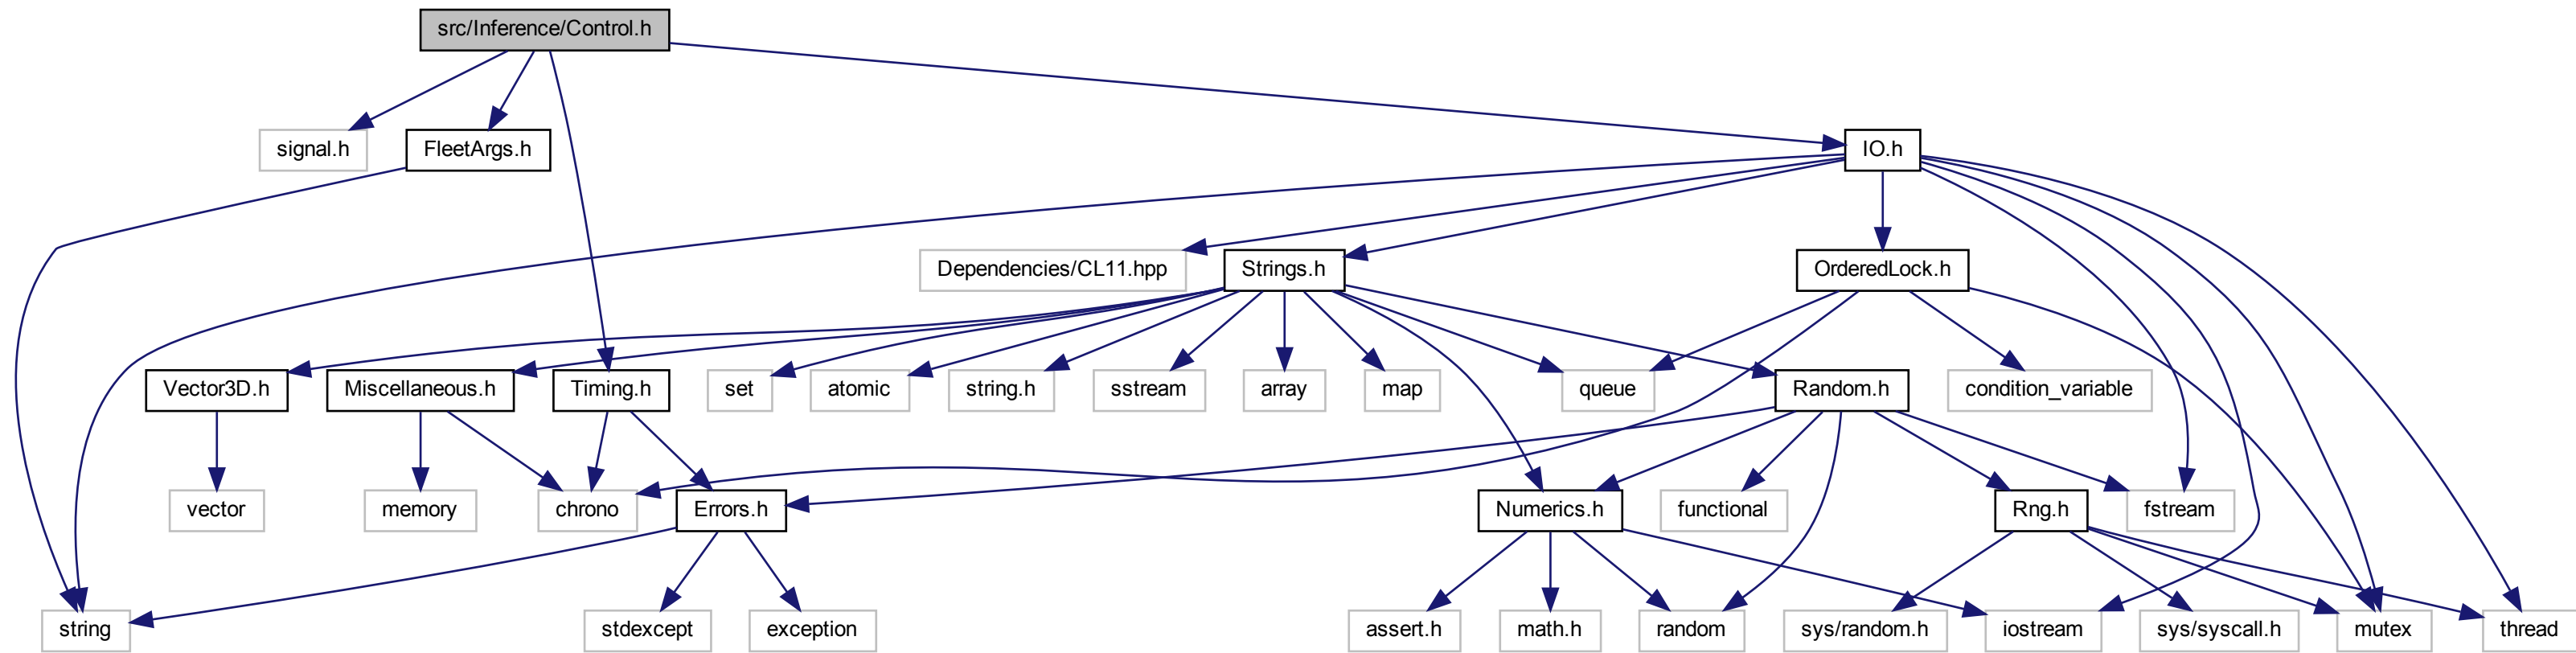 src/Inference/Control.h
signal.h
FleetArgs.h
IO.h
Dependencies/CL11.hpp
Strings.h
OrderedLock.h
Vector3D.h
Miscellaneous.h
Timing.h
set
atomic
string.h
sstream
array
map
queue
Random.h
condition_variable
vector
memory
chrono
Errors.h
Numerics.h
functional
Rng.h
fstream
string
stdexcept
exception
assert.h
math.h
random
sys/random.h
iostream
sys/syscall.h
mutex
thread